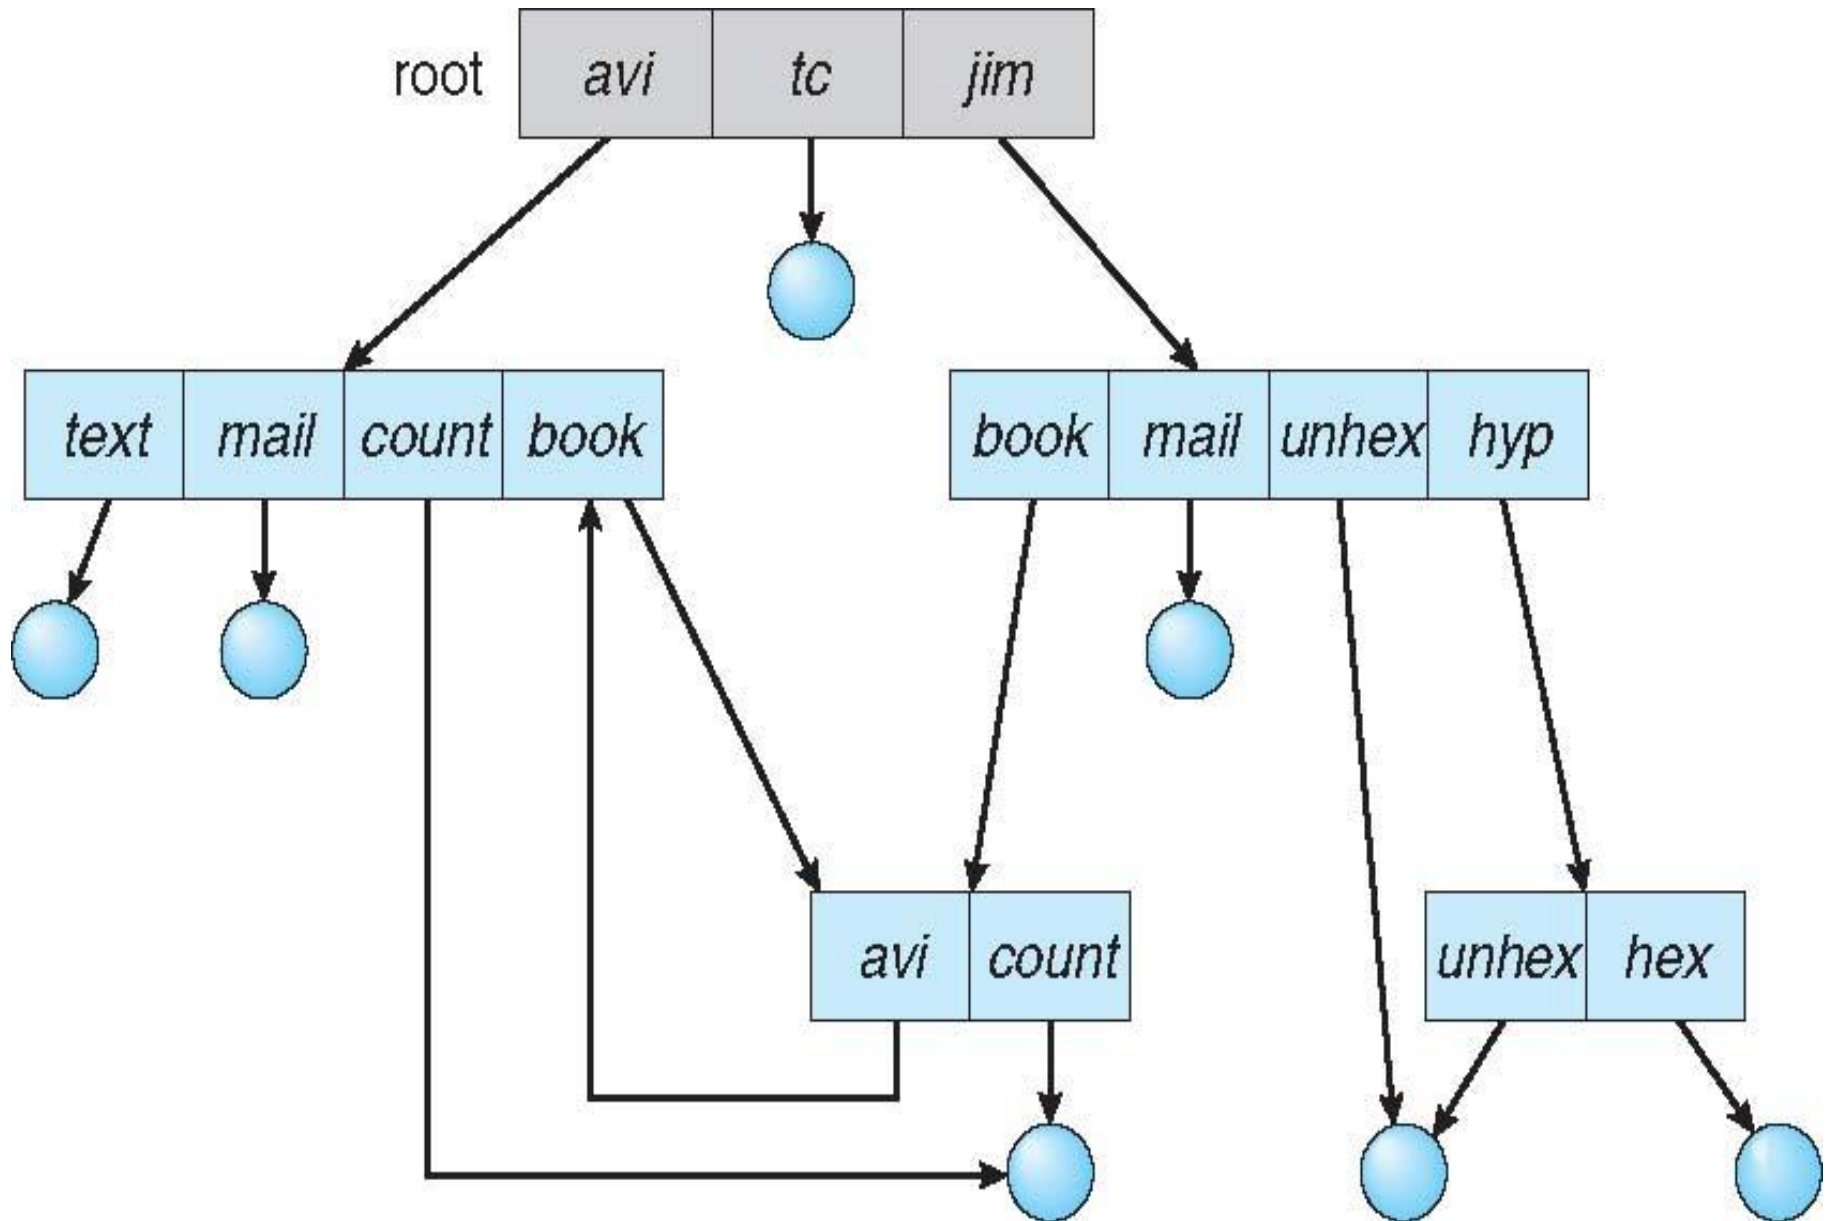 root avi tc jim
text mail count book book mail unhex hyp
avi count unhex hex